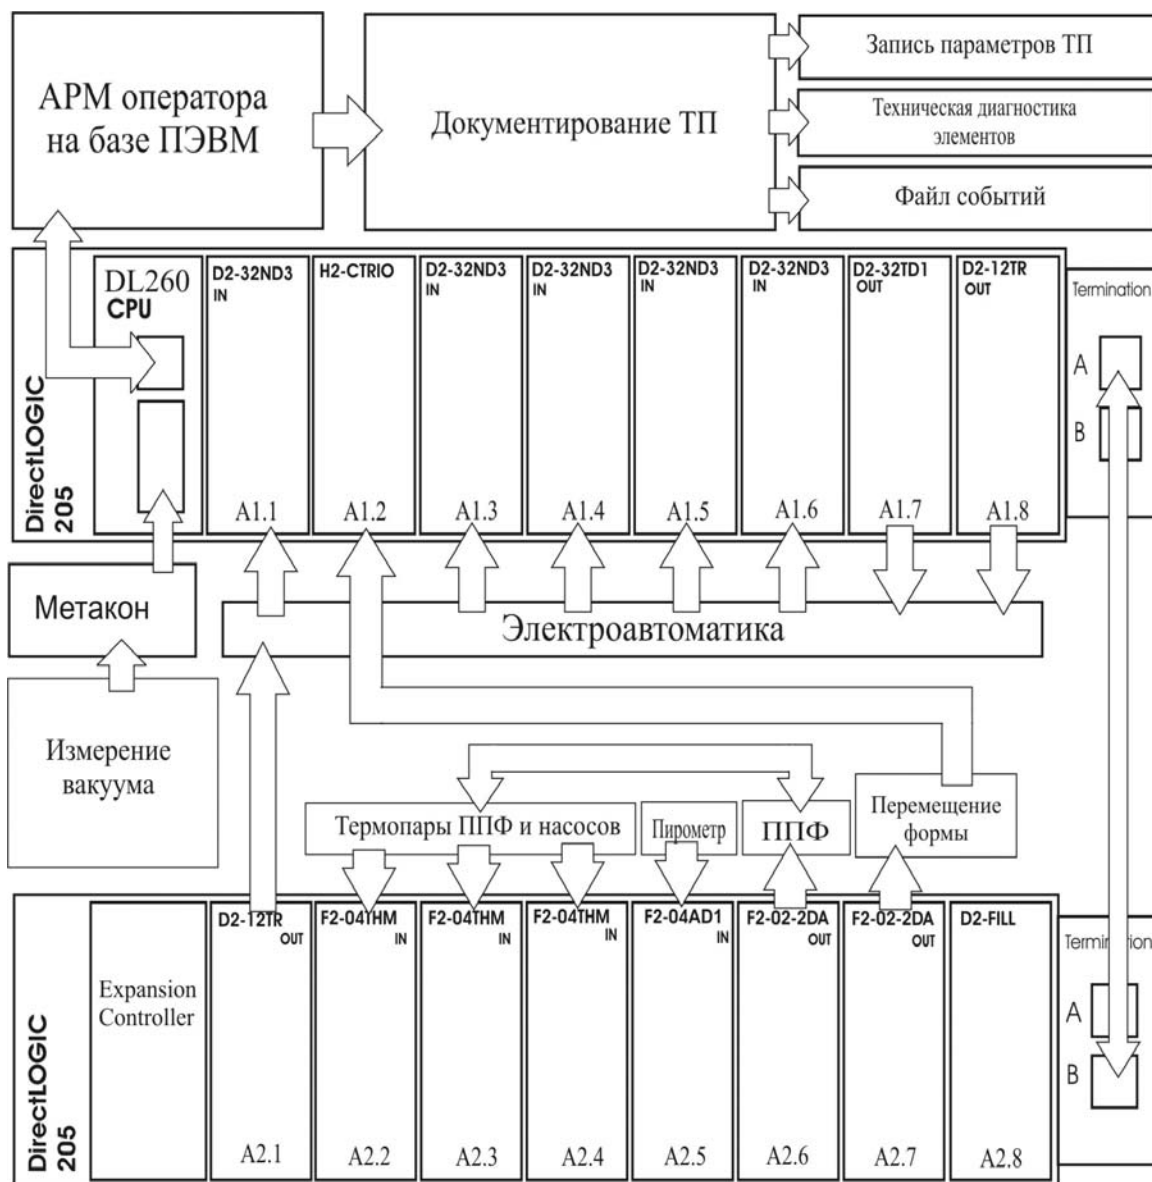 АРМ оператора
на базе ПЭВМ
Документирование ТП
Запись параметров ТП
Техническая диагностика
элементов
Файл событий
DirectLOGIC
205
DL260
CPU
D2-32ND3
IN
A1.1
H2-CTRIO
A1.2
D2-32ND3
IN
A1.3
D2-32ND3
IN
A1.4
D2-32ND3
IN
A1.5
D2-32ND3
IN
A1.6
D2-32TD1
OUT
A1.7
D2-12TR
OUT
A1.8
Termination
A
B
Метакон
Электроавтоматика
Измерение
вакуума
Термопары ППФ и насосов
Пирометр
ППФ
Перемещение
формы
DirectLOGIC
205
Expansion
Controller
D2-12TR
OUT
A2.1
F2-04THM
IN
A2.2
F2-04THM
IN
A2.3
F2-04THM
IN
A2.4
F2-04AD1
IN
A2.5
F2-02-2DA
OUT
A2.6
F2-02-2DA
OUT
A2.7
D2-FILL
A2.8
Termination
A
B